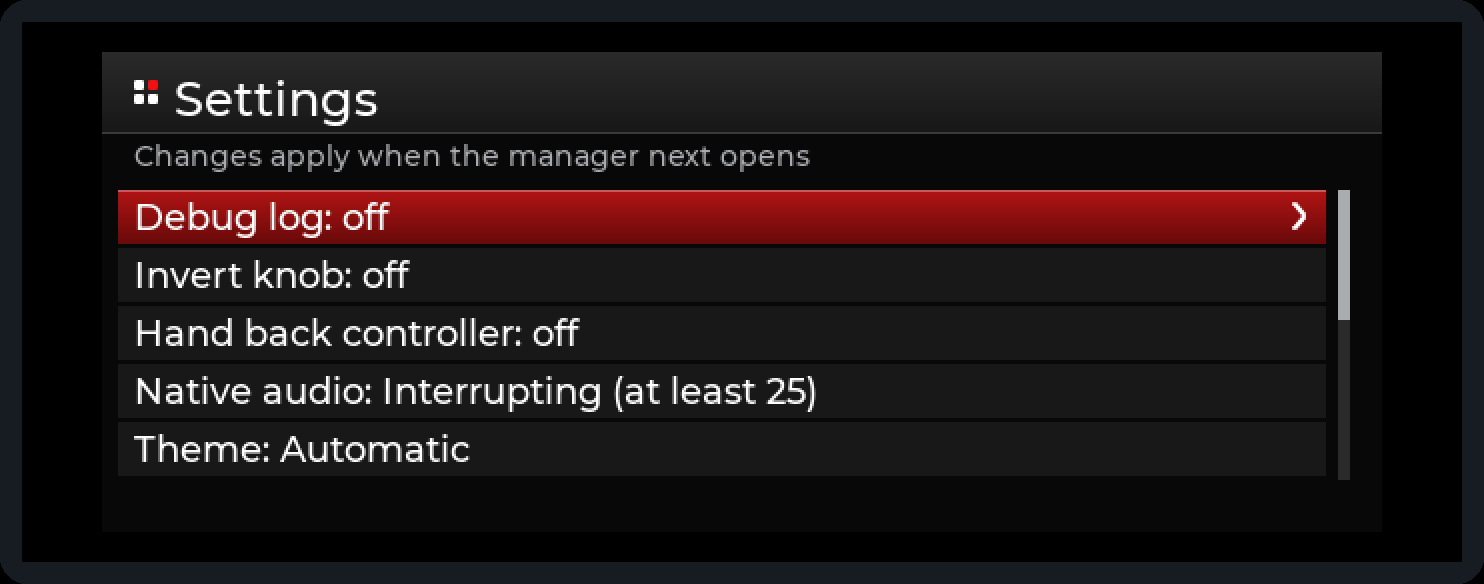 Settings
Changes apply when the manager next opens
Debug log: off
Invert knob: off
Hand back controller: off
Native audio: Interrupting (at least 25)
Theme: Automatic